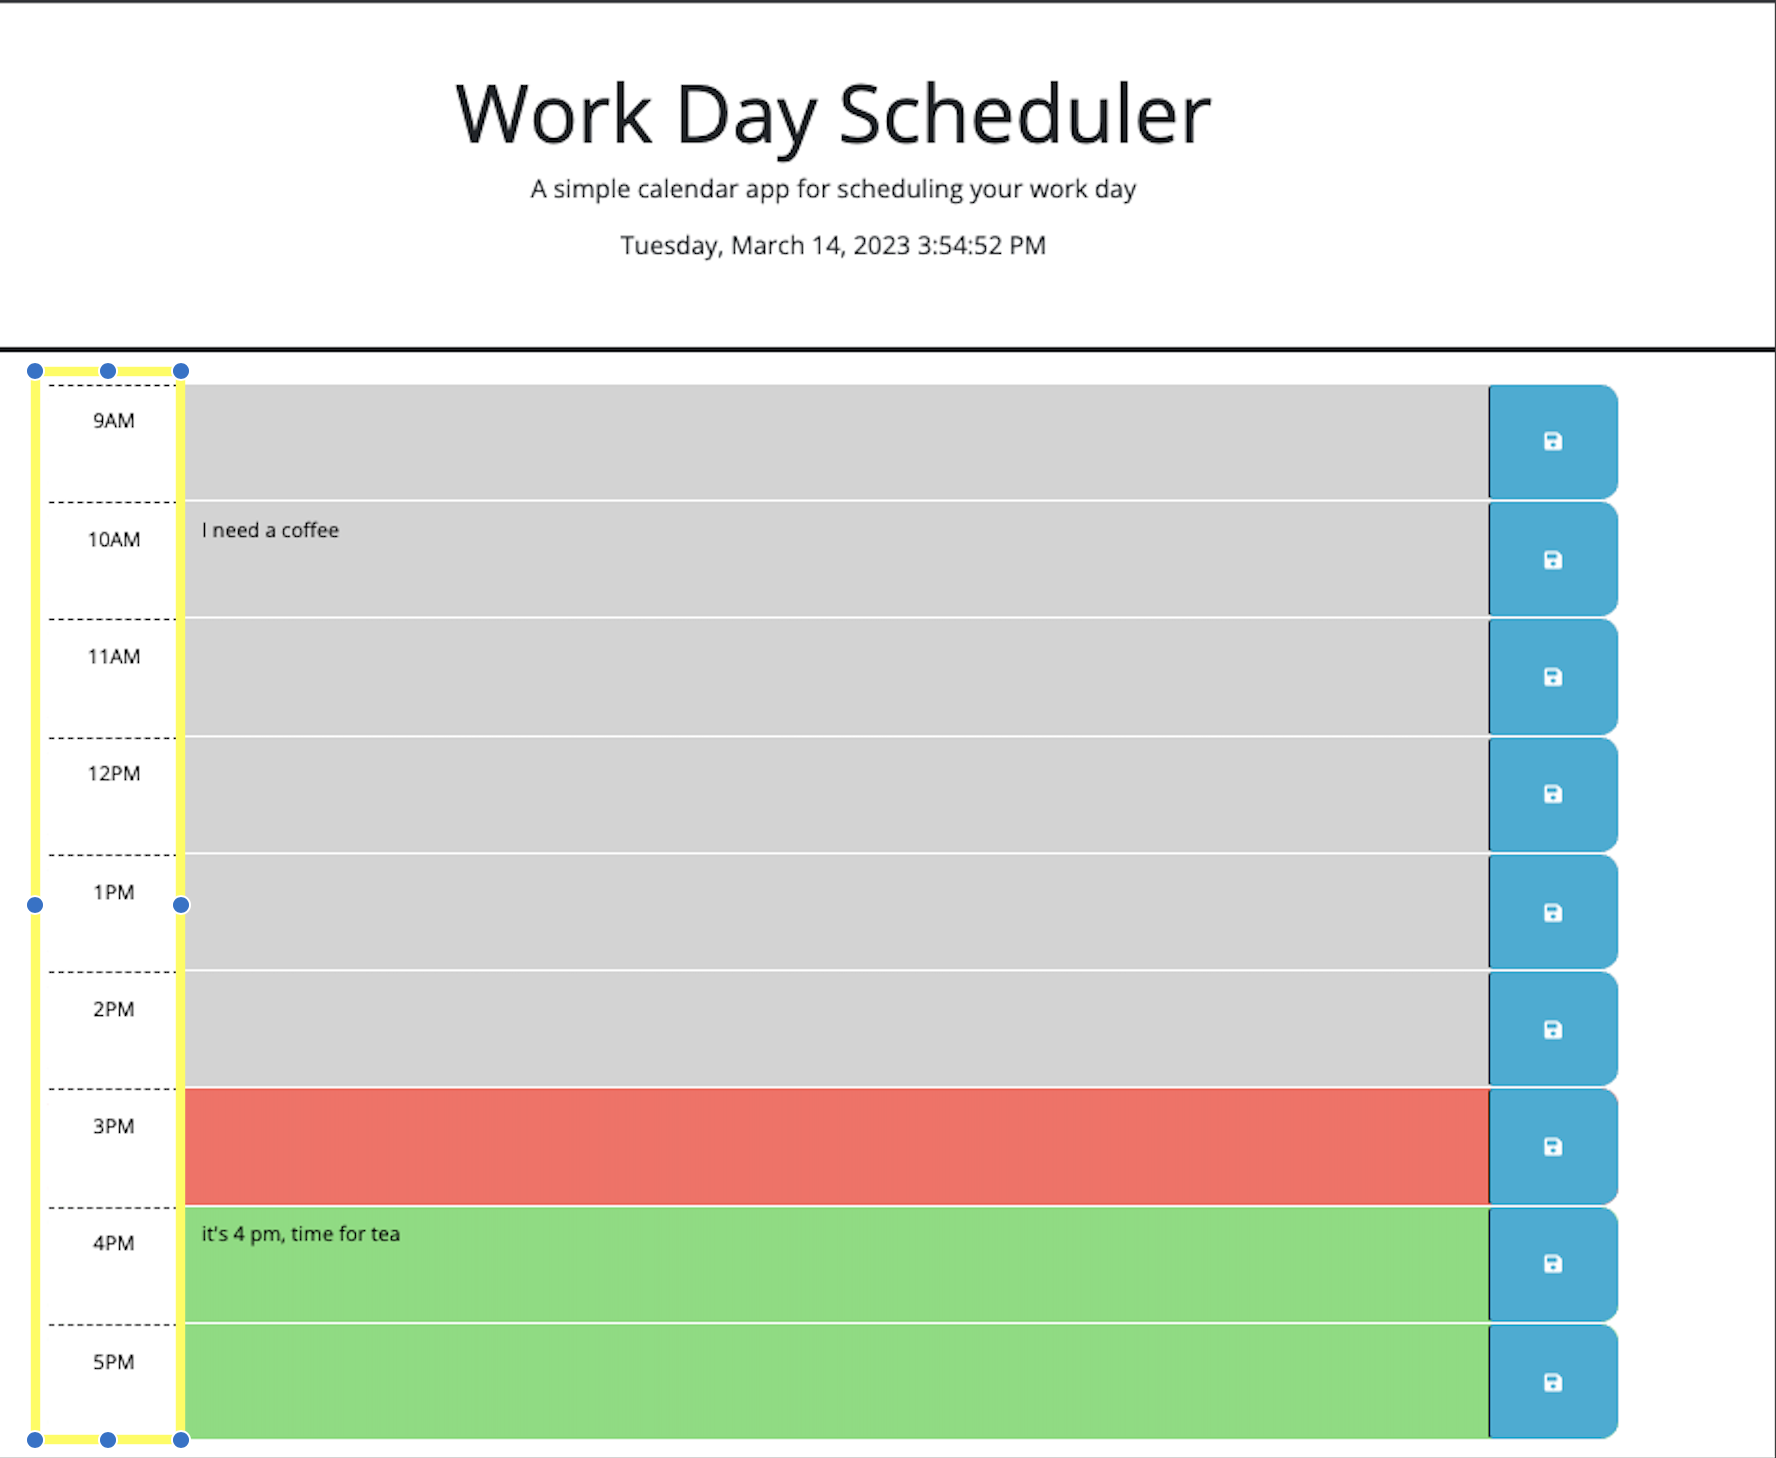 Work Day Scheduler
A simple calendar app for scheduling your work day
Tuesday, March 14, 2023 3:54:52 PM
9AM
10AM
I need a coffee
11AM
12PM
1PM
2PM
3PM
4PM
it's 4 pm, time for tea
5PM